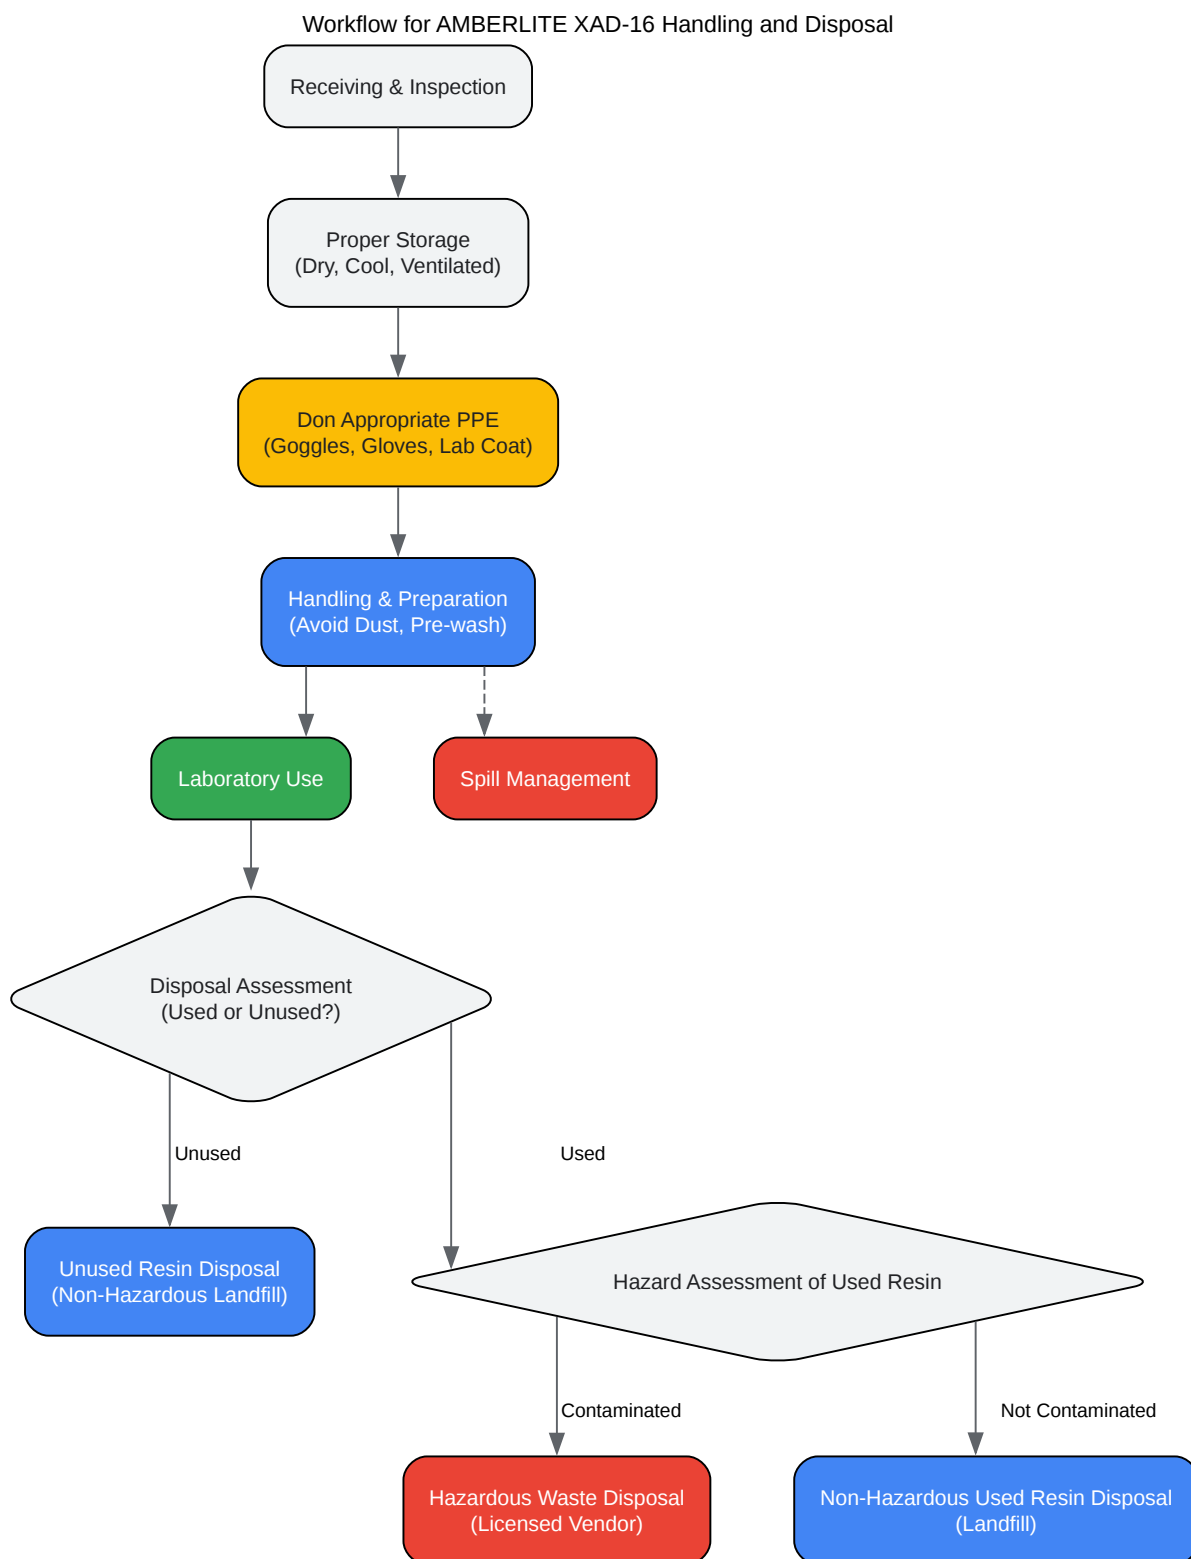 Workflow for AMBERLITE XAD-16 Handling and Disposal
Receiving & Inspection
Proper Storage
(Dry, Cool, Ventilated)
Don Appropriate PPE
(Goggles, Gloves, Lab Coat)
Handling & Preparation
(Avoid Dust, Pre-wash)
Laboratory Use
Spill Management
Disposal Assessment
(Used or Unused?)
Unused
Used
Unused Resin Disposal
(Non-Hazardous Landfill)
Hazard Assessment of Used Resin
Contaminated
Not Contaminated
Hazardous Waste Disposal
(Licensed Vendor)
Non-Hazardous Used Resin Disposal
(Landfill)